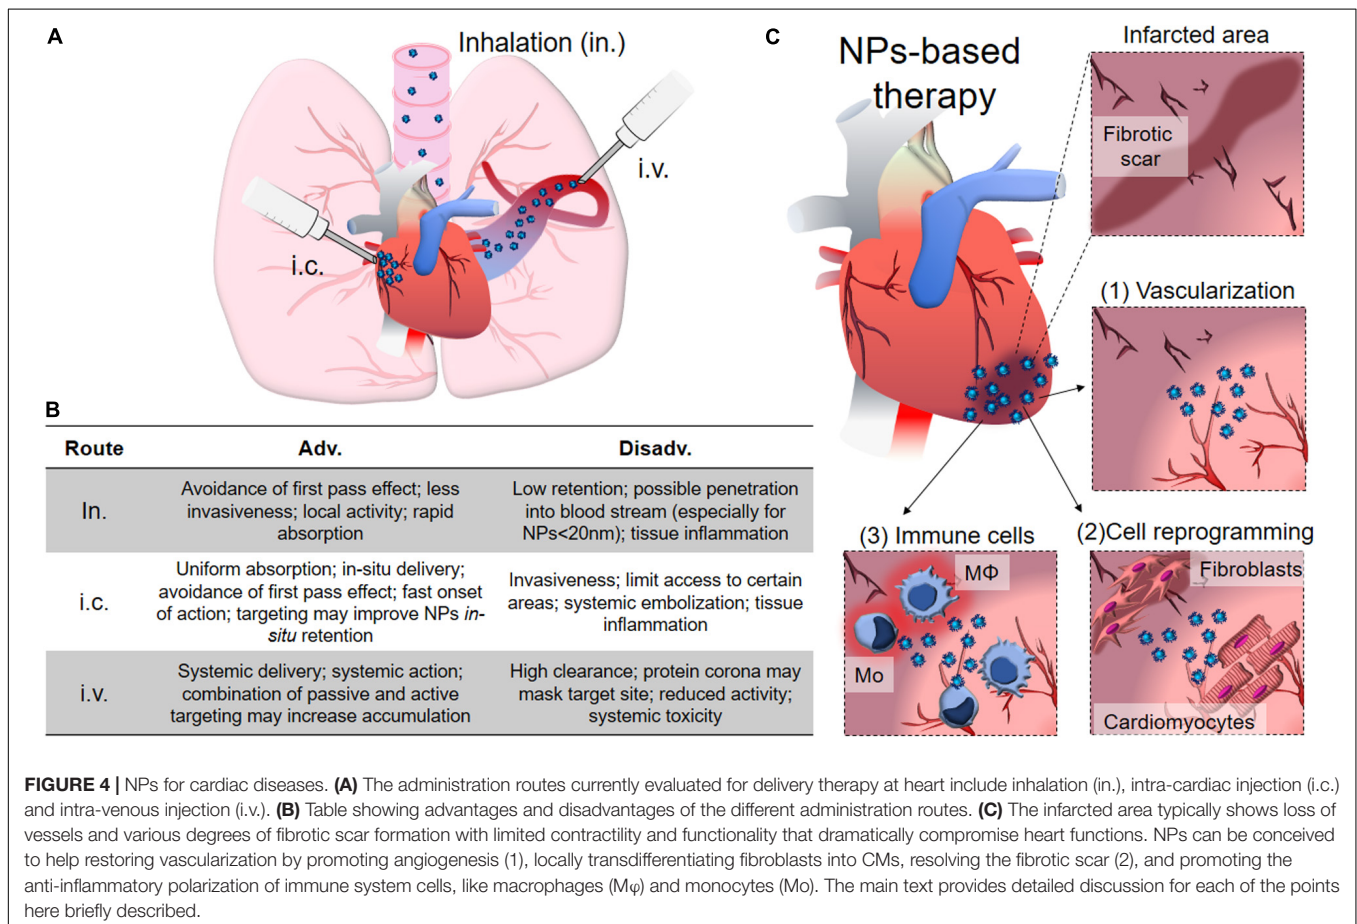 A
Inhalation (in.)
i.v.
i.c.
B
Route Adv. Disadv.
In.
Avoidance of first pass effect; less
invasiveness; local activity; rapid
absorption
Low retention; possible penetration
into blood stream (especially for
NPs<20nm); tissue inflammation
i.c.
Uniform absorption; in-situ delivery;
avoidance of first pass effect; fast onset
of action; targeting may improve NPs in-
situ retention
Invasiveness; limit access to certain
areas; systemic embolization; tissue
inflammation
i.v.
Systemic delivery; systemic action;
combination of passive and active
targeting may increase accumulation
High clearance; protein corona may
mask target site; reduced activity;
systemic toxicity
C
NPs-based
therapy
Infarcted area
Fibrotic
scar
(1) Vascularization
(3) Immune cells
MΦ
Mo
(2)Cell reprogramming
Fibroblasts
Cardiomyocytes
FIGURE 4 | NPs for cardiac diseases. (A) The administration routes currently evaluated for delivery therapy at heart include inhalation (in.), intra-cardiac injection (i.c.)
and intra-venous injection (i.v.). (B) Table showing advantages and disadvantages of the different administration routes. (C) The infarcted area typically shows loss of
vessels and various degrees of fibrotic scar formation with limited contractility and functionality that dramatically compromise heart functions. NPs can be conceived
to help restoring vascularization by promoting angiogenesis (1), locally transdifferentiating fibroblasts into CMs, resolving the fibrotic scar (2), and promoting the
anti-inflammatory polarization of immune system cells, like macrophages (Mφ) and monocytes (Mo). The main text provides detailed discussion for each of the points
here briefly described.